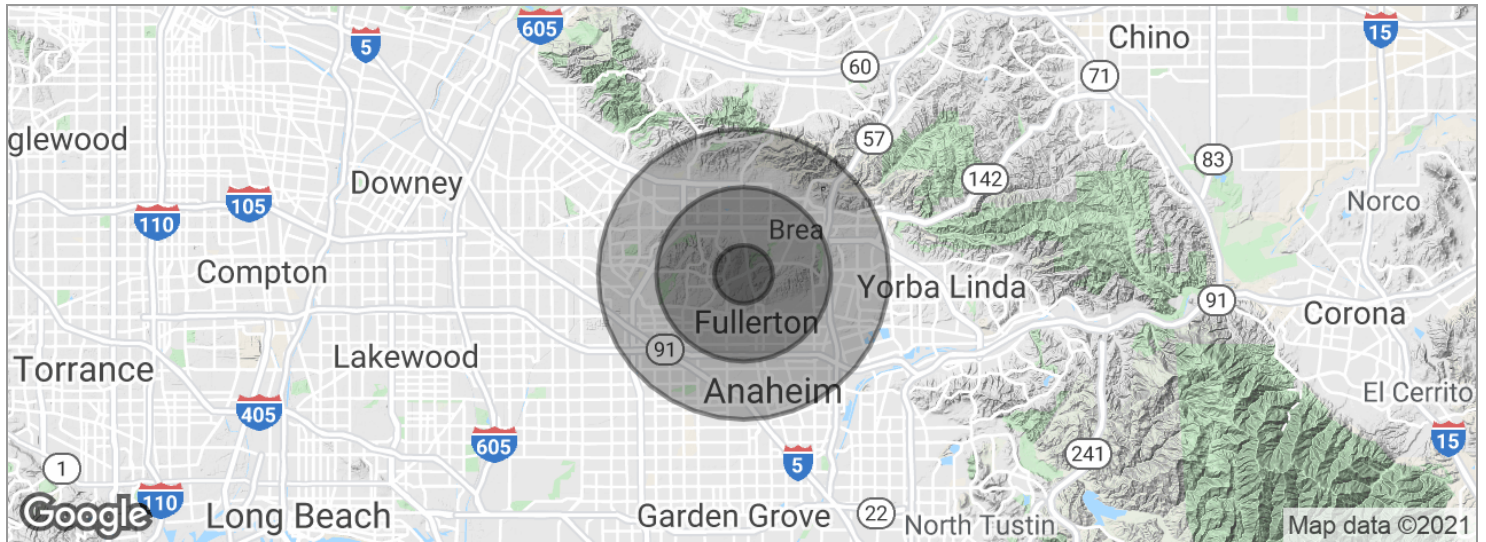 605
5
15
Chino
60
71
glewood
57
83
Downey
142
105
Norco
110
Brea
Compton
Yorba Linda
91
Corona
Fullerton
91
Lakewood
Torrance
Anaheim
El Cerrito
405
605
15
241
5
1
110
Google
Long Beach
Garden Grove
22
North Tustin
Map data ©2021